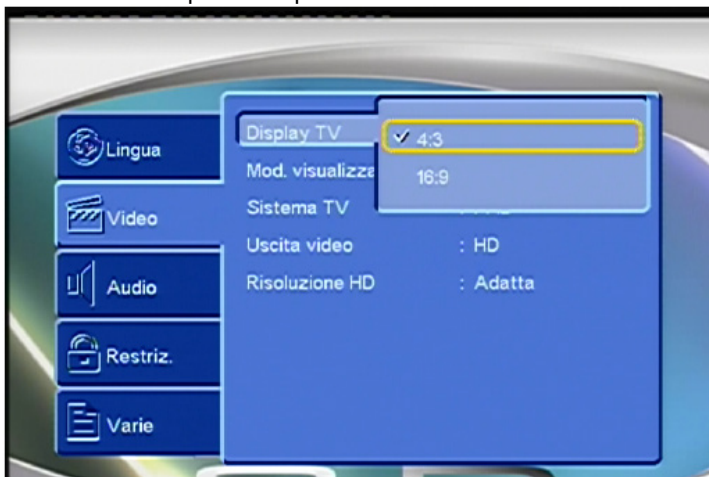 Lingua
Video
Audio
Restriz.
Varie
Display TV
Mod. visualizza
Sistema TV
Uscita video : HD
Risoluzione HD : Adatta
✓ 4:3
16:9